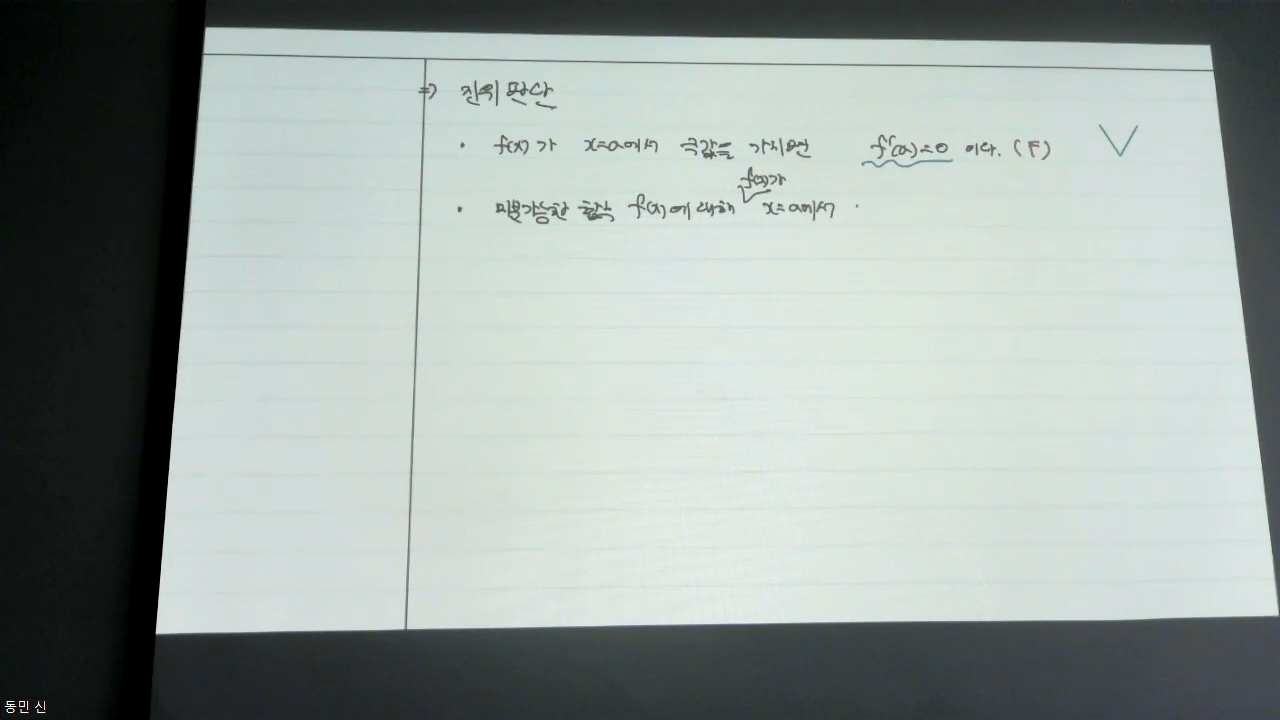 ⇒ 진위 판단
· f(x)가 x=a에서 극값을 가지면 f'(a)=0 이다. (F)
f(x)가
· 미분가능한 함수 f(x)에 대해 x=a에서
동민 신